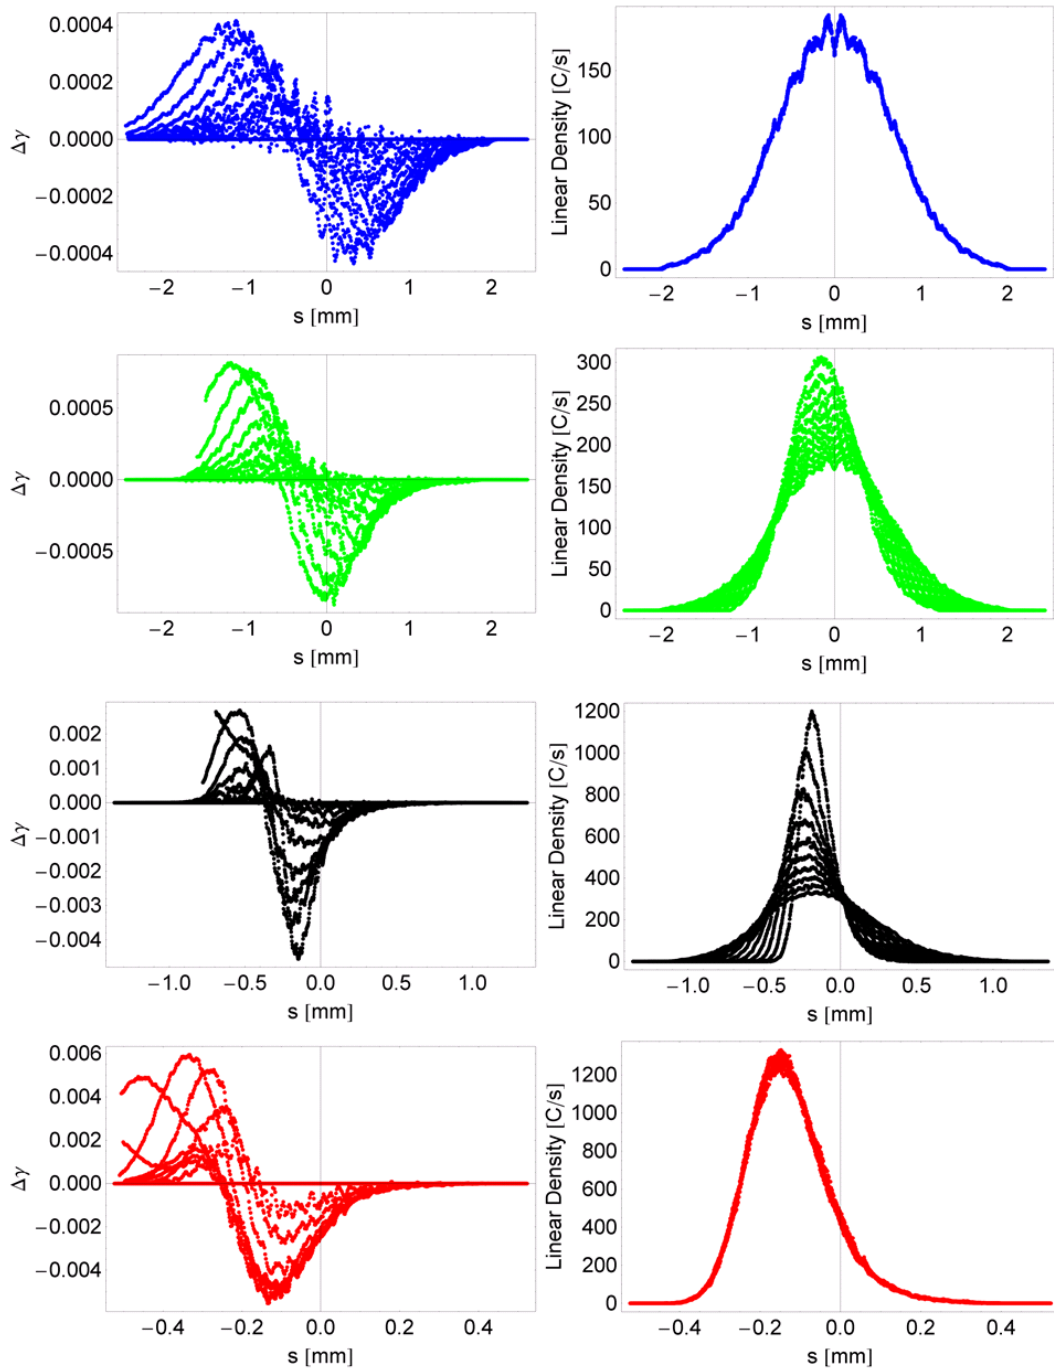 0.0004
0.0002
0.0000
−0.0002
−0.0004
Δγ
−2 −1 0 1 2
s [mm]
150
100
50
0
Linear Density [C/s]
−2 −1 0 1 2
s [mm]
0.0005
0.0000
−0.0005
Δγ
−2 −1 0 1 2
s [mm]
300
250
200
150
100
50
0
Linear Density [C/s]
−2 −1 0 1 2
s [mm]
0.002
0.001
0.000
−0.001
−0.002
−0.003
−0.004
Δγ
−1.0 −0.5 0.0 0.5 1.0
s [mm]
1200
1000
800
600
400
200
0
Linear Density [C/s]
−1.0 −0.5 0.0 0.5 1.0
s [mm]
0.006
0.004
0.002
0.000
−0.002
−0.004
Δγ
−0.4 −0.2 0.0 0.2 0.4
s [mm]
1200
1000
800
600
400
200
0
Linear Density [C/s]
−0.4 −0.2 0.0 0.2 0.4
s [mm]